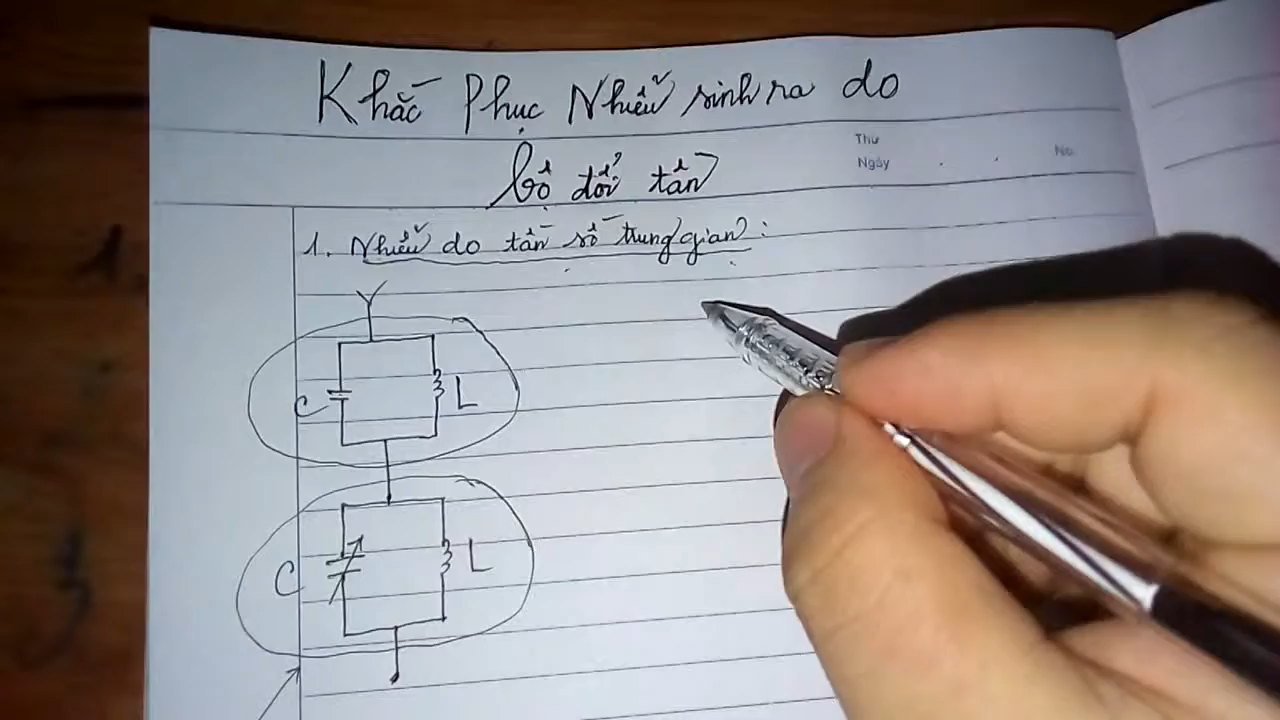 Khắc Phục Nhiễu sinh ra do
Thứ
Ngày
No
bộ đổi tần
1. Nhiễu do tần số trung gian :
C
L
C
L